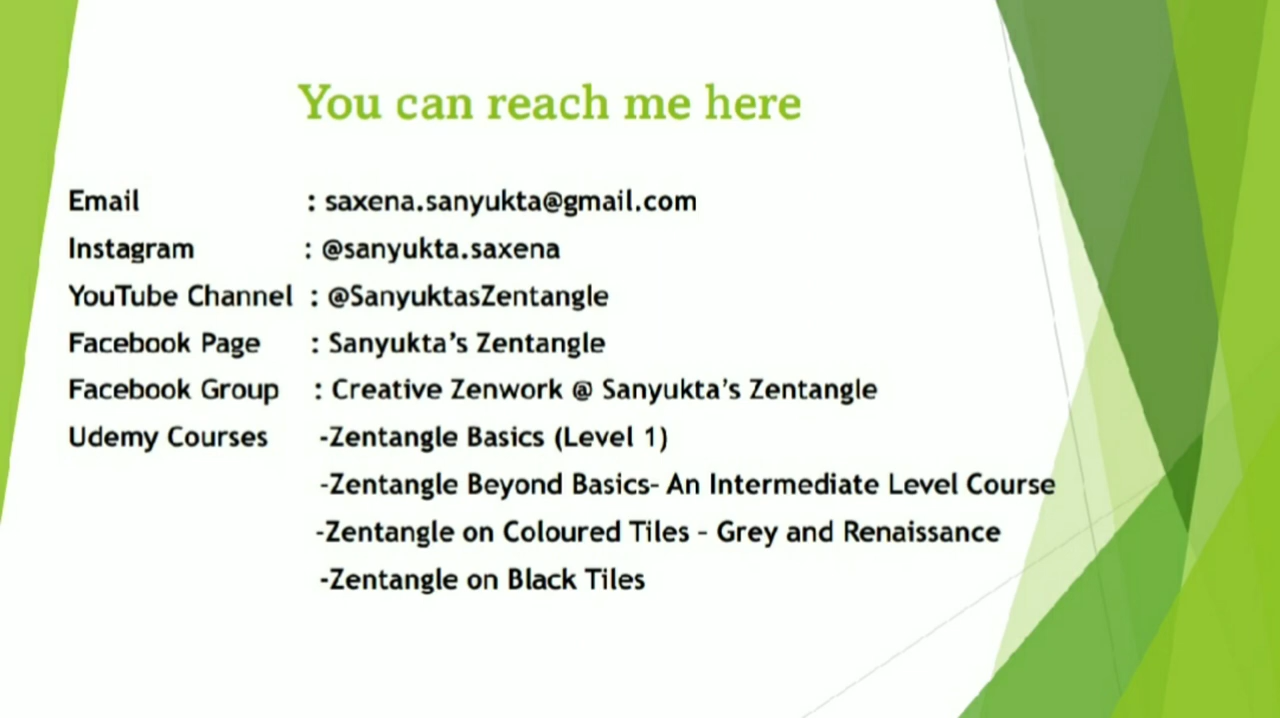 You can reach me here
Email : saxena.sanyukta@gmail.com
Instagram : @sanyukta.saxena
YouTube Channel : @SanyuktasZentangle
Facebook Page : Sanyukta’s Zentangle
Facebook Group : Creative Zenwork @ Sanyukta’s Zentangle
Udemy Courses -Zentangle Basics (Level 1)
-Zentangle Beyond Basics- An Intermediate Level Course
-Zentangle on Coloured Tiles - Grey and Renaissance
-Zentangle on Black Tiles